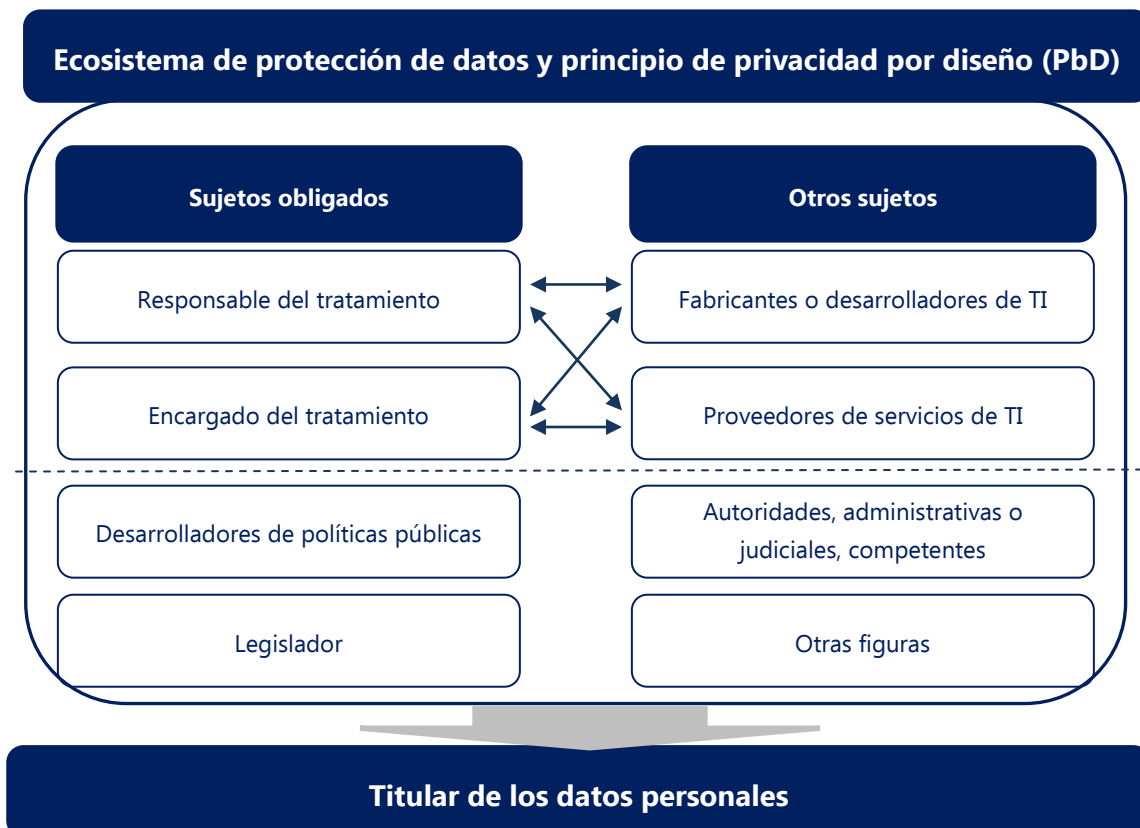 Ecosistema de protección de datos y principio de privacidad por diseño (PbD)
Sujetos obligados
Otros sujetos
Responsable del tratamiento
Fabricantes o desarrolladores de TI
Encargado del tratamiento
Proveedores de servicios de TI
Desarrolladores de políticas públicas
Autoridades, administrativas o
judiciales, competentes
Legislador
Otras figuras
Titular de los datos personales